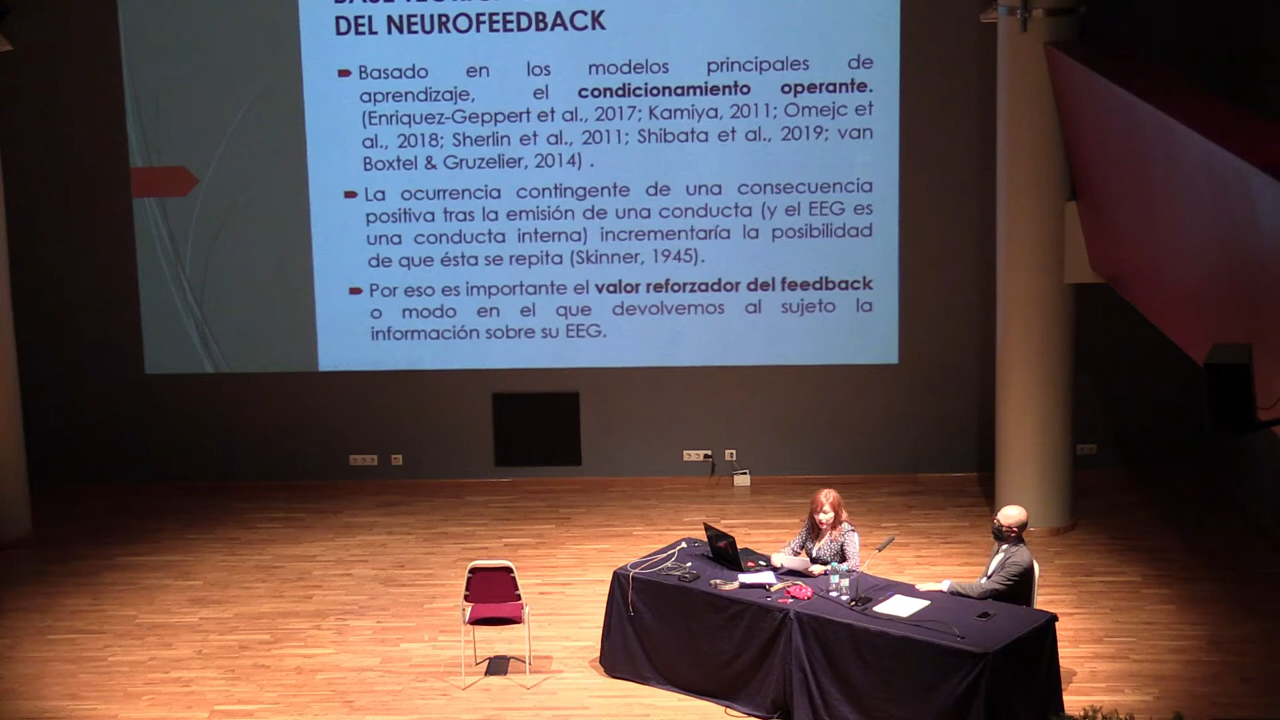 DEL NEUROFEEDBACK
Basado en los modelos principales de
aprendizaje, el condicionamiento operante.
(Enriquez-Geppert et al., 2017; Kamiya, 2011; Omejc et
al., 2018; Sherlin et al., 2011; Shibata et al., 2019; van
Boxtel & Gruzelier, 2014) .
La ocurrencia contingente de una consecuencia
positiva tras la emisión de una conducta (y el EEG es
una conducta interna) incrementaría la posibilidad
de que ésta se repita (Skinner, 1945).
Por eso es importante el valor reforzador del feedback
o modo en el que devolvemos al sujeto la
información sobre su EEG.